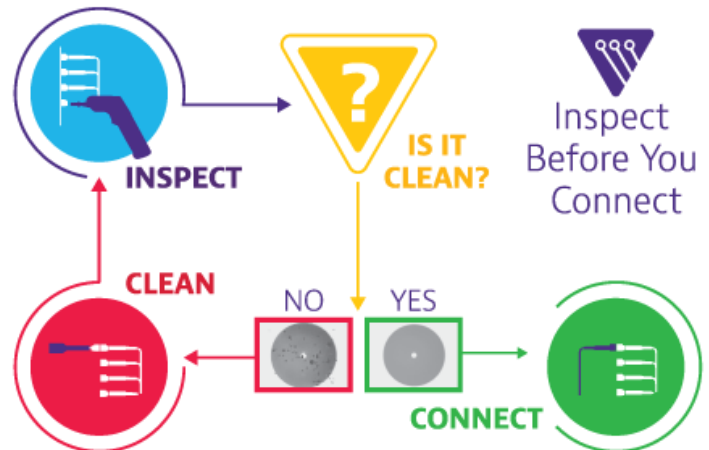 INSPECT
?
IS IT
CLEAN?
Inspect
Before You
Connect
CLEAN
NO
YES
CONNECT